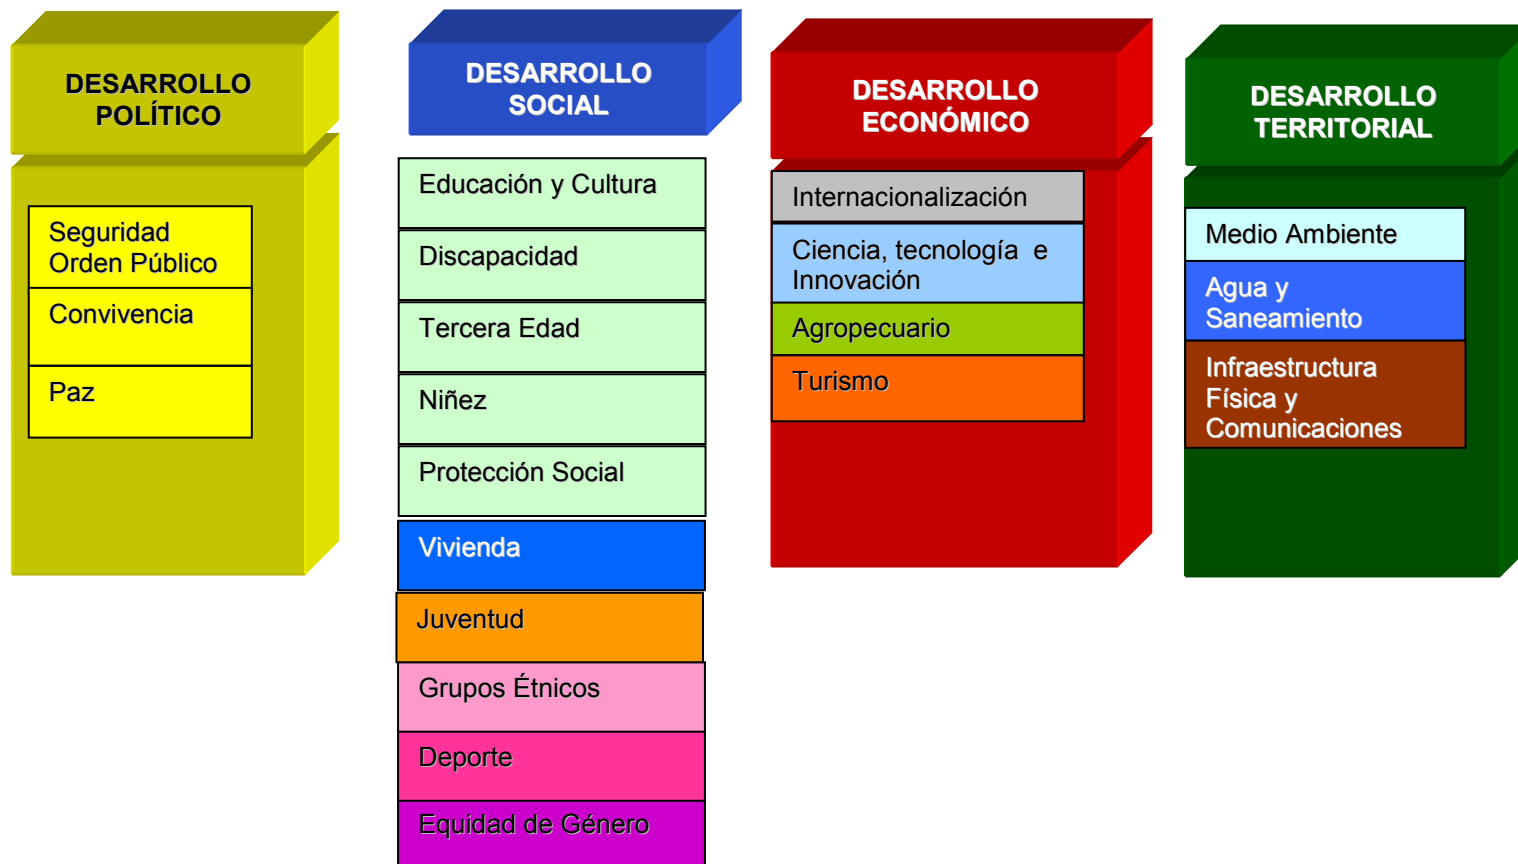 DESARROLLO
POLÍTICO
Seguridad
Orden Público
Convivencia
Paz
DESARROLLO
SOCIAL
Educación y Cultura
Discapacidad
Tercera Edad
Niñez
Protección Social
Vivienda
Juventud
Grupos Étnicos
Deporte
Equidad de Género
DESARROLLO
ECONÓMICO
Internacionalización
Ciencia, tecnología e
Innovación
Agropecuario
Turismo
DESARROLLO
TERRITORIAL
Medio Ambiente
Agua y
Saneamiento
Infraestructura
Física y
Comunicaciones